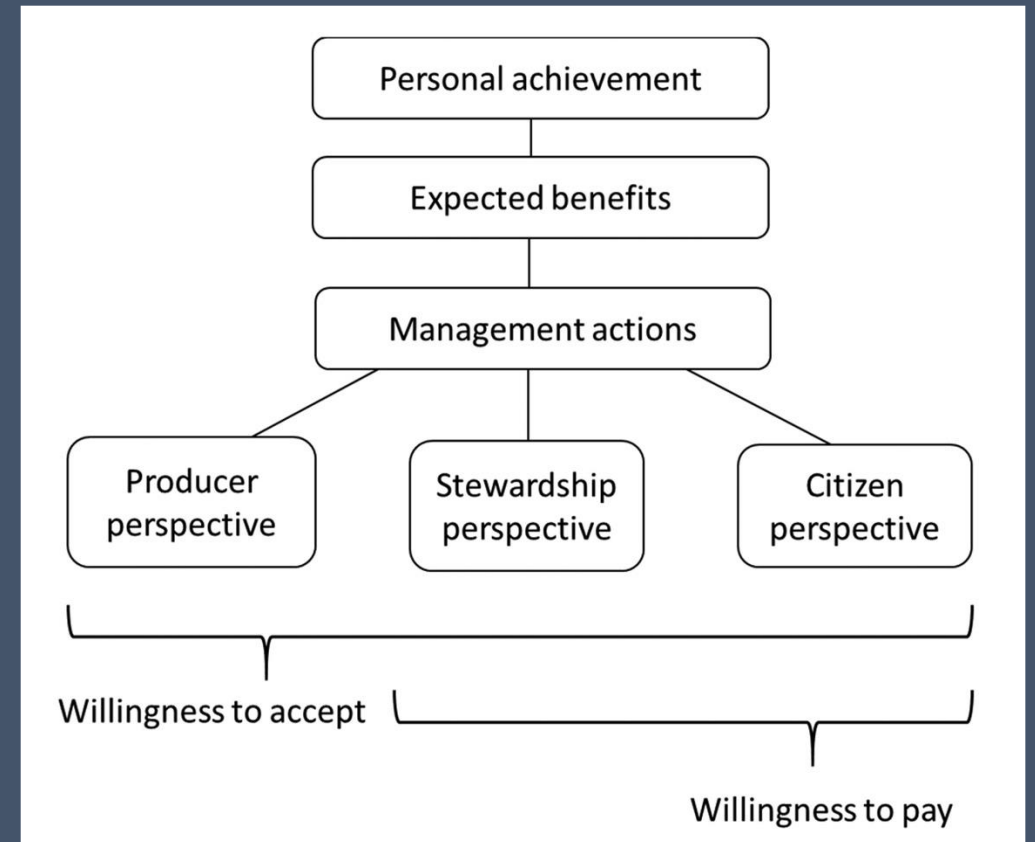 Personal achievement
Expected benefits
Management actions
Producer
perspective
Stewardship
perspective
Citizen
perspective
Willingness to accept
Willingness to pay